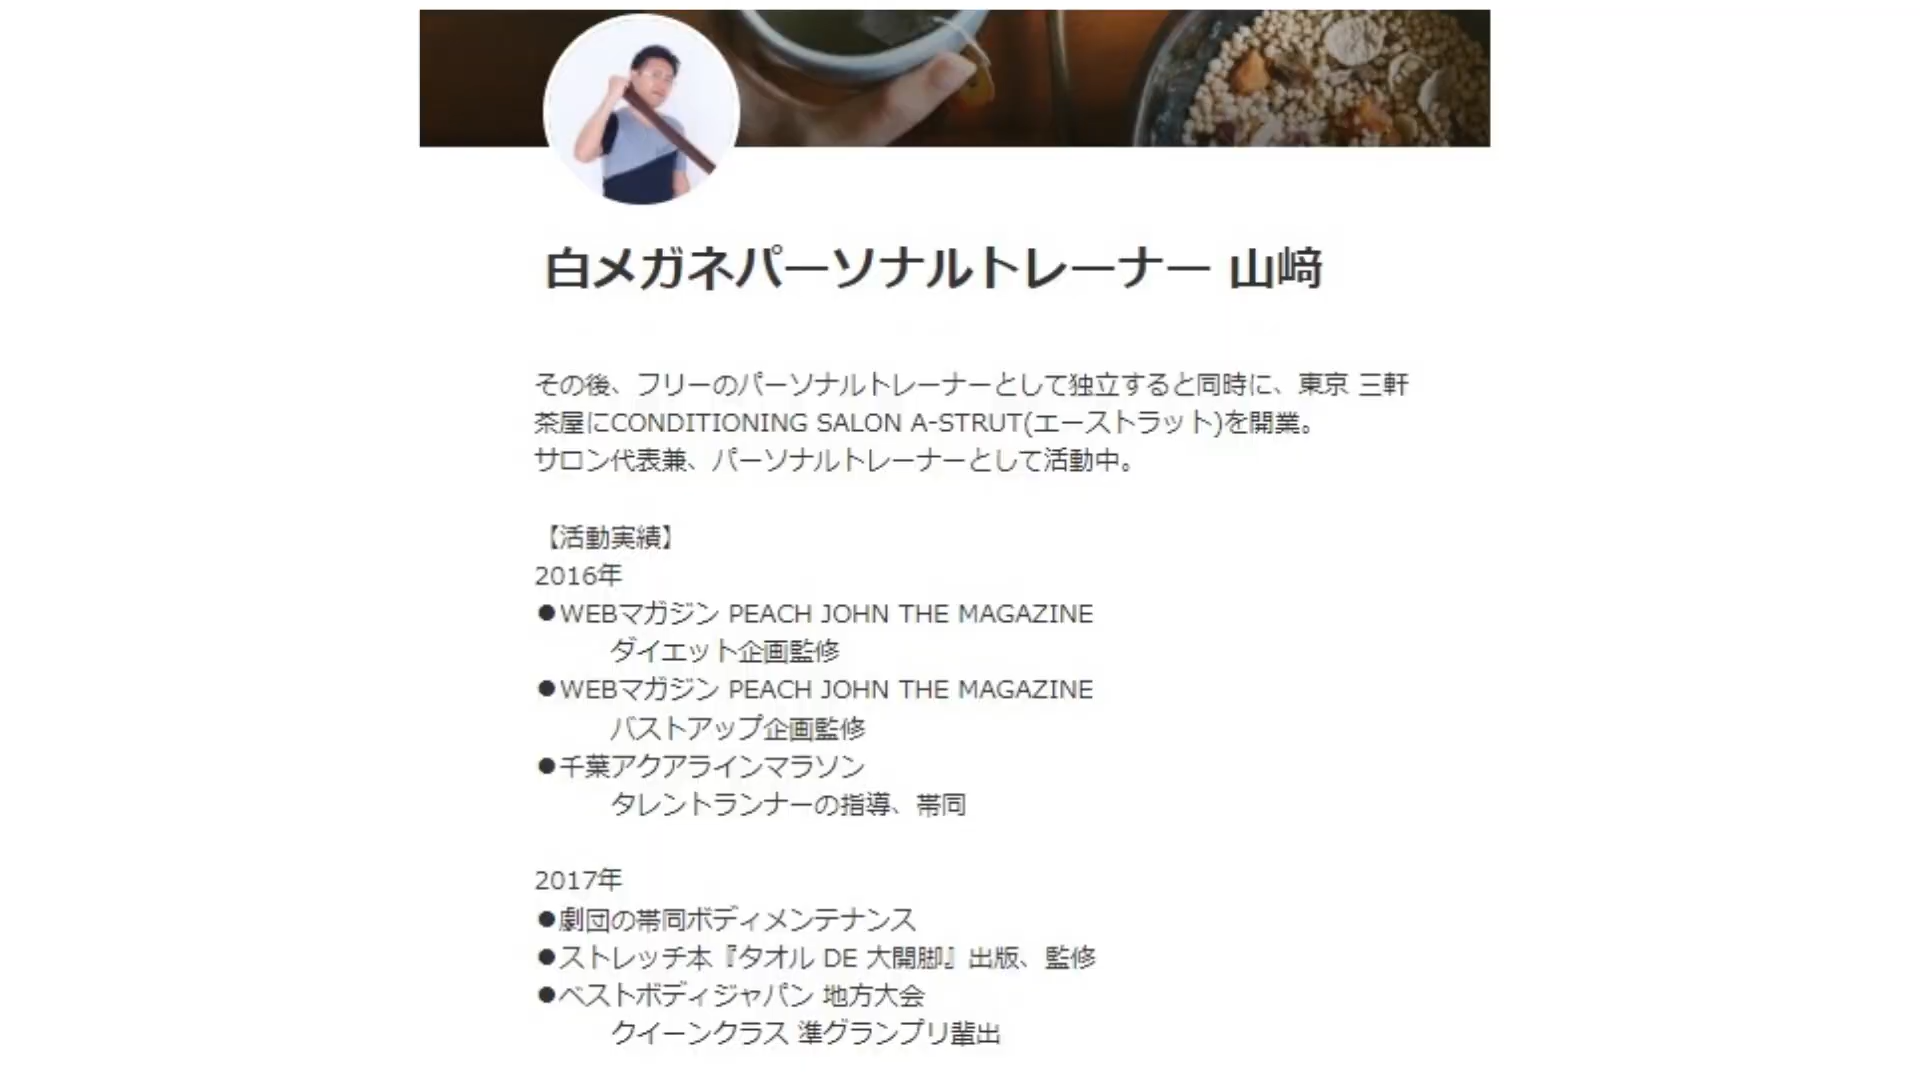 白メガネパーソナルトレーナー 山﨑
その後、フリーのパーソナルトレーナーとして独立すると同時に、東京 三軒
茶屋にCONDITIONING SALON A-STRUT(エーストラット)を開業。
サロン代表兼、パーソナルトレーナーとして活動中。
【活動実績】
2016年
●WEBマガジン PEACH JOHN THE MAGAZINE
ダイエット企画監修
●WEBマガジン PEACH JOHN THE MAGAZINE
バストアップ企画監修
●千葉アクアラインマラソン
タレントランナーの指導、帯同
2017年
●劇団の帯同ボディメンテナンス
●ストレッチ本『タオル DE 大開脚』出版、監修
●ベストボディジャパン 地方大会
クイーンクラス 準グランプリ輩出